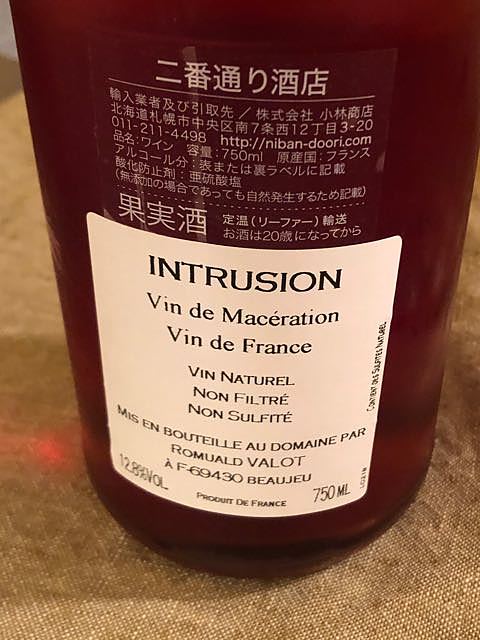 二番通り酒店
輸入業者及び引取先／株式会社 小林商店
北海道札幌市中央区南7条西12丁目3-20
011-211-4498 http://niban-doori.com/
品名:ワイン 容量:750ml 原産国:フランス
アルコール分:表または裏ラベルに記載
酸化防止剤:亜硫酸塩
(無添加の場合であっても自然発生するため記載)
果実酒 定温(リーファー)輸送
お酒は20歳になってから
INTRUSION
Vin de Macération
Vin de France
VIN NATUREL
NON FILTRÉ
NON SULFITÉ
MIS EN BOUTEILLE AU DOMAINE PAR
ROMUALD VALOT
À F-69430 BEAUJEU
12.8%VOL.
PRODUIT DE FRANCE
750 ML
CONTIENT DES SULFITES NATUREL